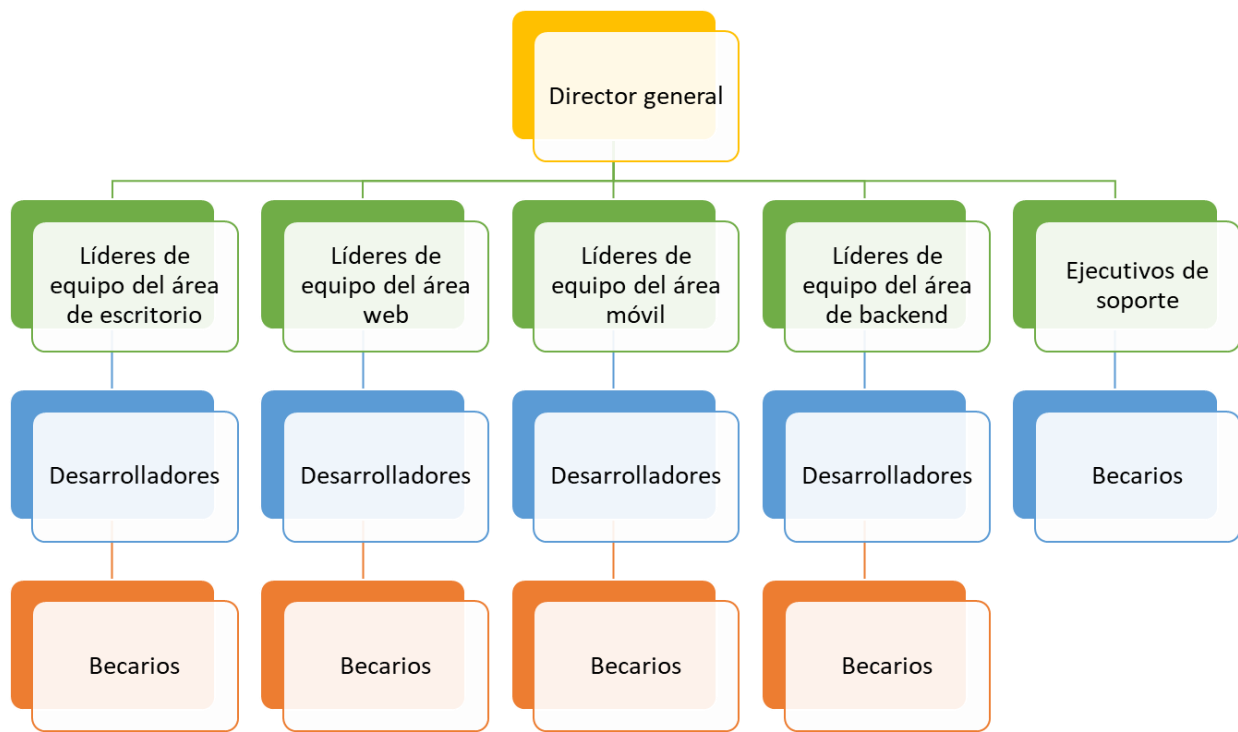 Director general
Líderes de
equipo del área
de escritorio
Líderes de
equipo del área
web
Líderes de
equipo del área
móvil
Líderes de
equipo del área
de backend
Ejecutivos de
soporte
Desarrolladores
Desarrolladores
Desarrolladores
Desarrolladores
Becarios
Becarios
Becarios
Becarios
Becarios